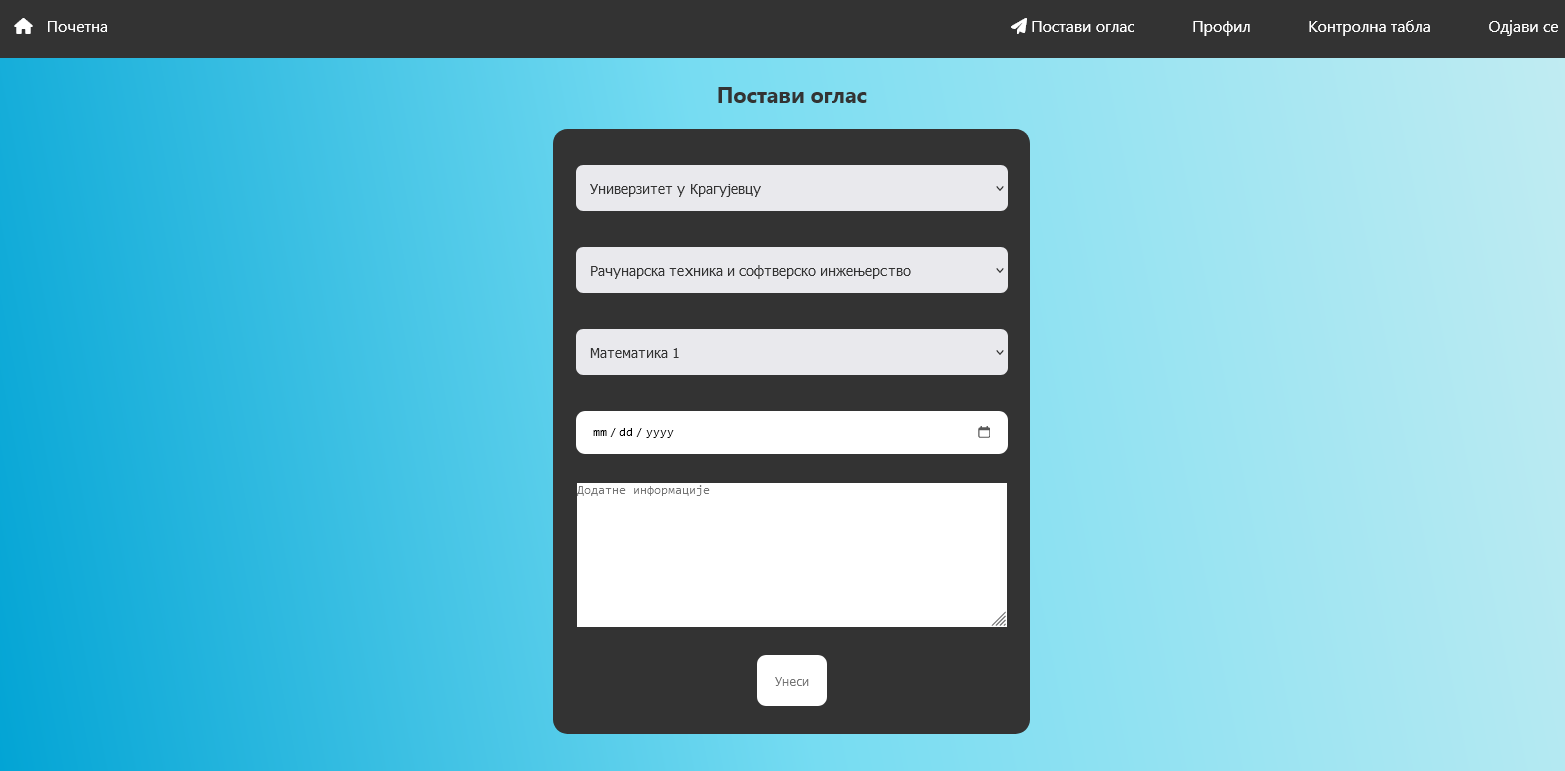 Почетна
Постави оглас
Профил
Контролна табла
Одјави се
Постави оглас
Универзитет у Крагујевцу
Рачунарска техника и софтверско инжењерство
Математика 1
mm/dd/yyyy
Додатне информације
Унеси